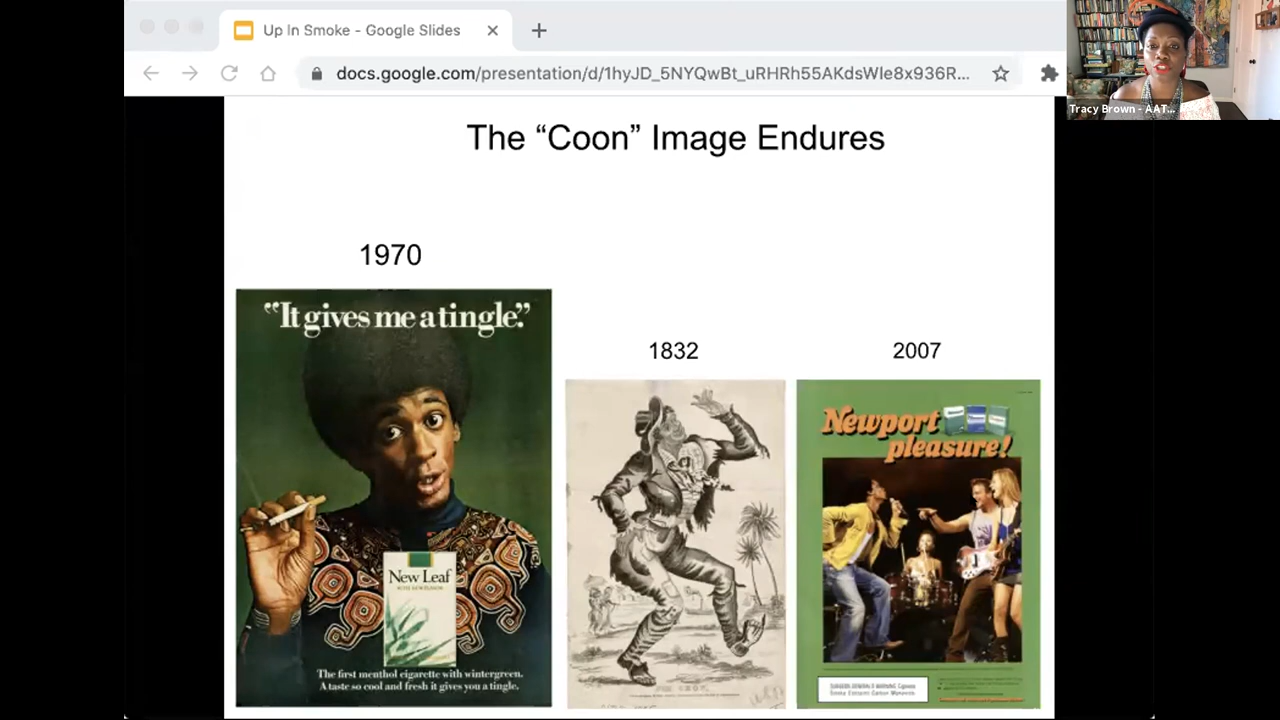 Up In Smoke - Google Slides
docs.google.com/presentation/d/1hyJD_5NYQwBt_uRHRh55AKdsWIe8x936R...
Tracy Brown - AAT...
The “Coon” Image Endures
1970
“It gives me a tingle.”
New Leaf
The first menthol cigarette with wintergreen.
A taste so cool and fresh it gives you a tingle.
1832
2007
Newport
pleasure!